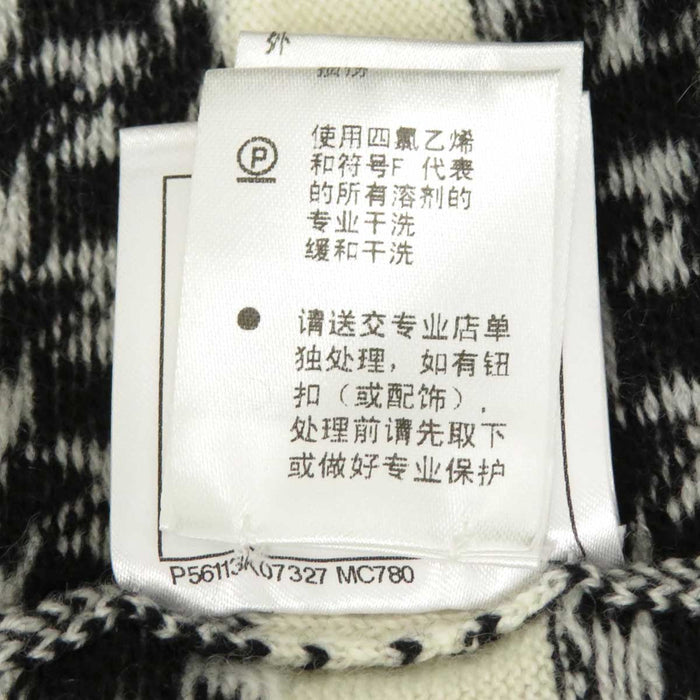 外
P
使用四氯乙烯
和符号F 代表
的所有溶剂的
专业干洗
缓和干洗
● 请送交专业店单
独处理，如有钮
扣（或配饰），
处理前请先取下
或做好专业保护
P56113K07327 MC780